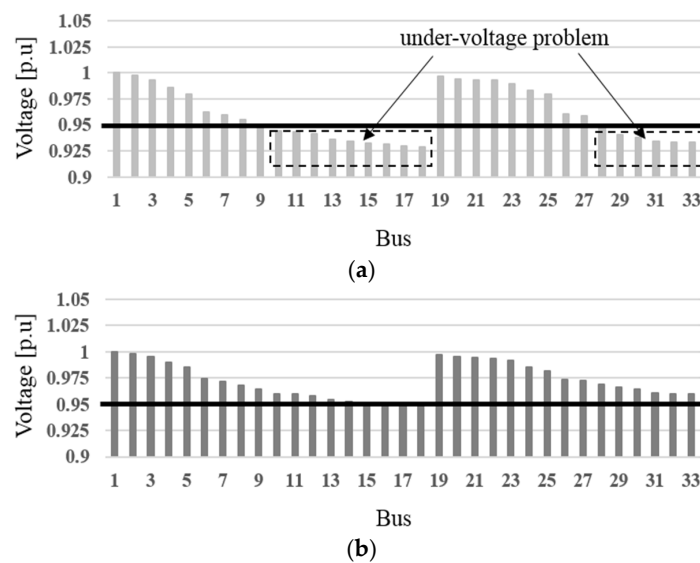 1.05
1.025
under-voltage problem
1
0.975
0.95
0.925
0.9
Voltage [p.u]
1 3 5 7 9 11 13 15 17 19 21 23 25 27 29 31 33
Bus
(a)
1.05
1.025
1
0.975
0.95
0.925
0.9
Voltage [p.u]
1 3 5 7 9 11 13 15 17 19 21 23 25 27 29 31 33
Bus
(b)